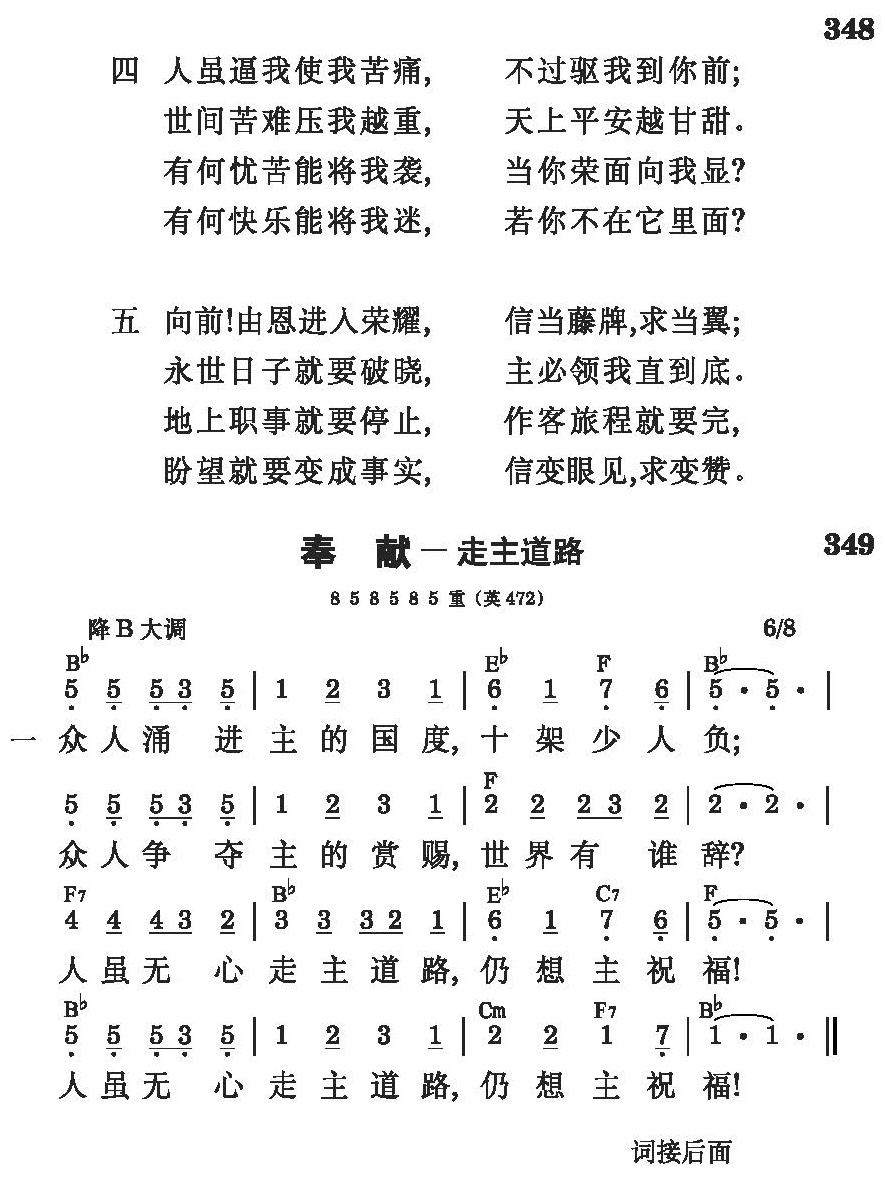 348
四 人虽逼我使我苦痛, 不过驱我到你前;
世间苦难压我越重, 天上平安越甘甜。
有何忧苦能将我袭, 当你荣面向我显?
有何快乐能将我迷, 若你不在它里面?
五 向前!由恩进入荣耀, 信当藤牌,求当翼;
永世日子就要破晓, 主必领我直到底。
地上职事就要停止, 作客旅程就要完,
盼望就要变成事实, 信变眼见,求变赞。
奉 献 — 走主道路 349
8 5 8 5 8 5 重 (英472)
降B大调 6/8
B♭ E♭ F B♭
5 5 5 3 5 | 1 2 3 1 | 6 1 7 6 | 5 · 5 · |
一 众人涌 进主的国度, 十架少人负;
F
5 5 5 3 5 | 1 2 3 1 | 2 2 2 3 2 | 2 · 2 · |
众人争 夺主的赏赐, 世界有 谁辞?
F7 B♭ E♭ C7 F
4 4 4 3 2 | 3 3 3 2 1 | 6 1 7 6 | 5 · 5 · |
人虽无 心走主道路, 仍想主祝福!
B♭ Cm F7 B♭
5 5 5 3 5 | 1 2 3 1 | 2 2 1 7 | 1 · 1 · ‖
人虽无 心走主道路, 仍想主祝福!
词接后面